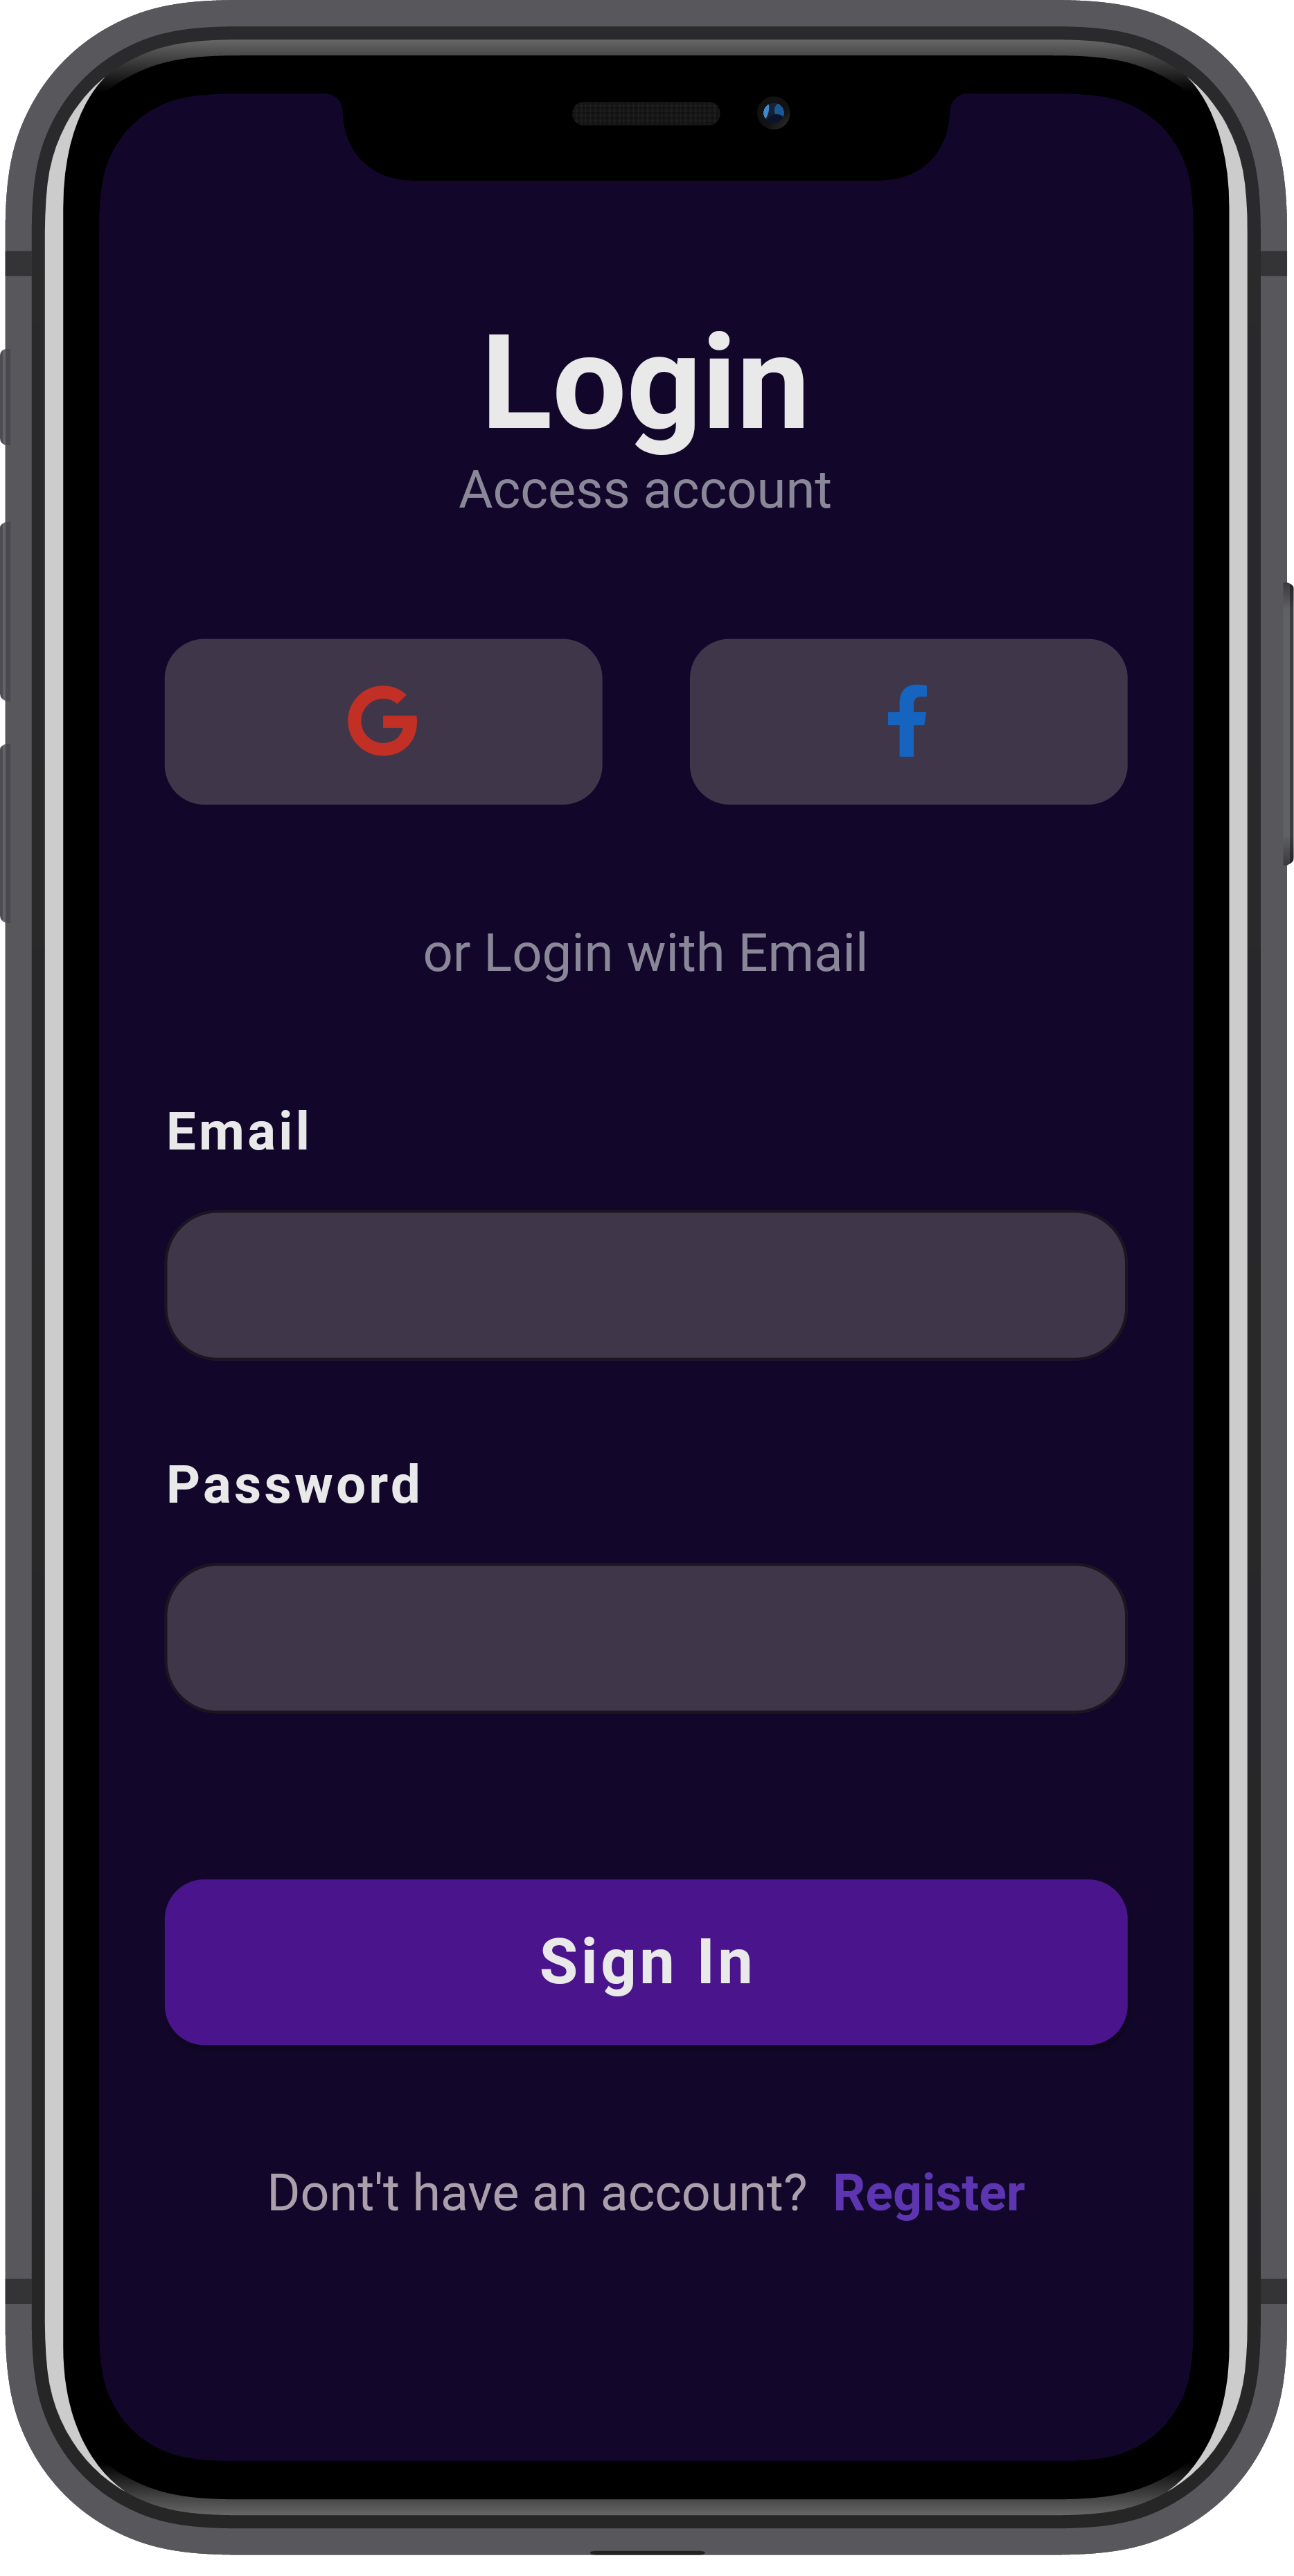 Login
Access account
G f
or Login with Email
Email
Password
Sign In
Dont't have an account? Register